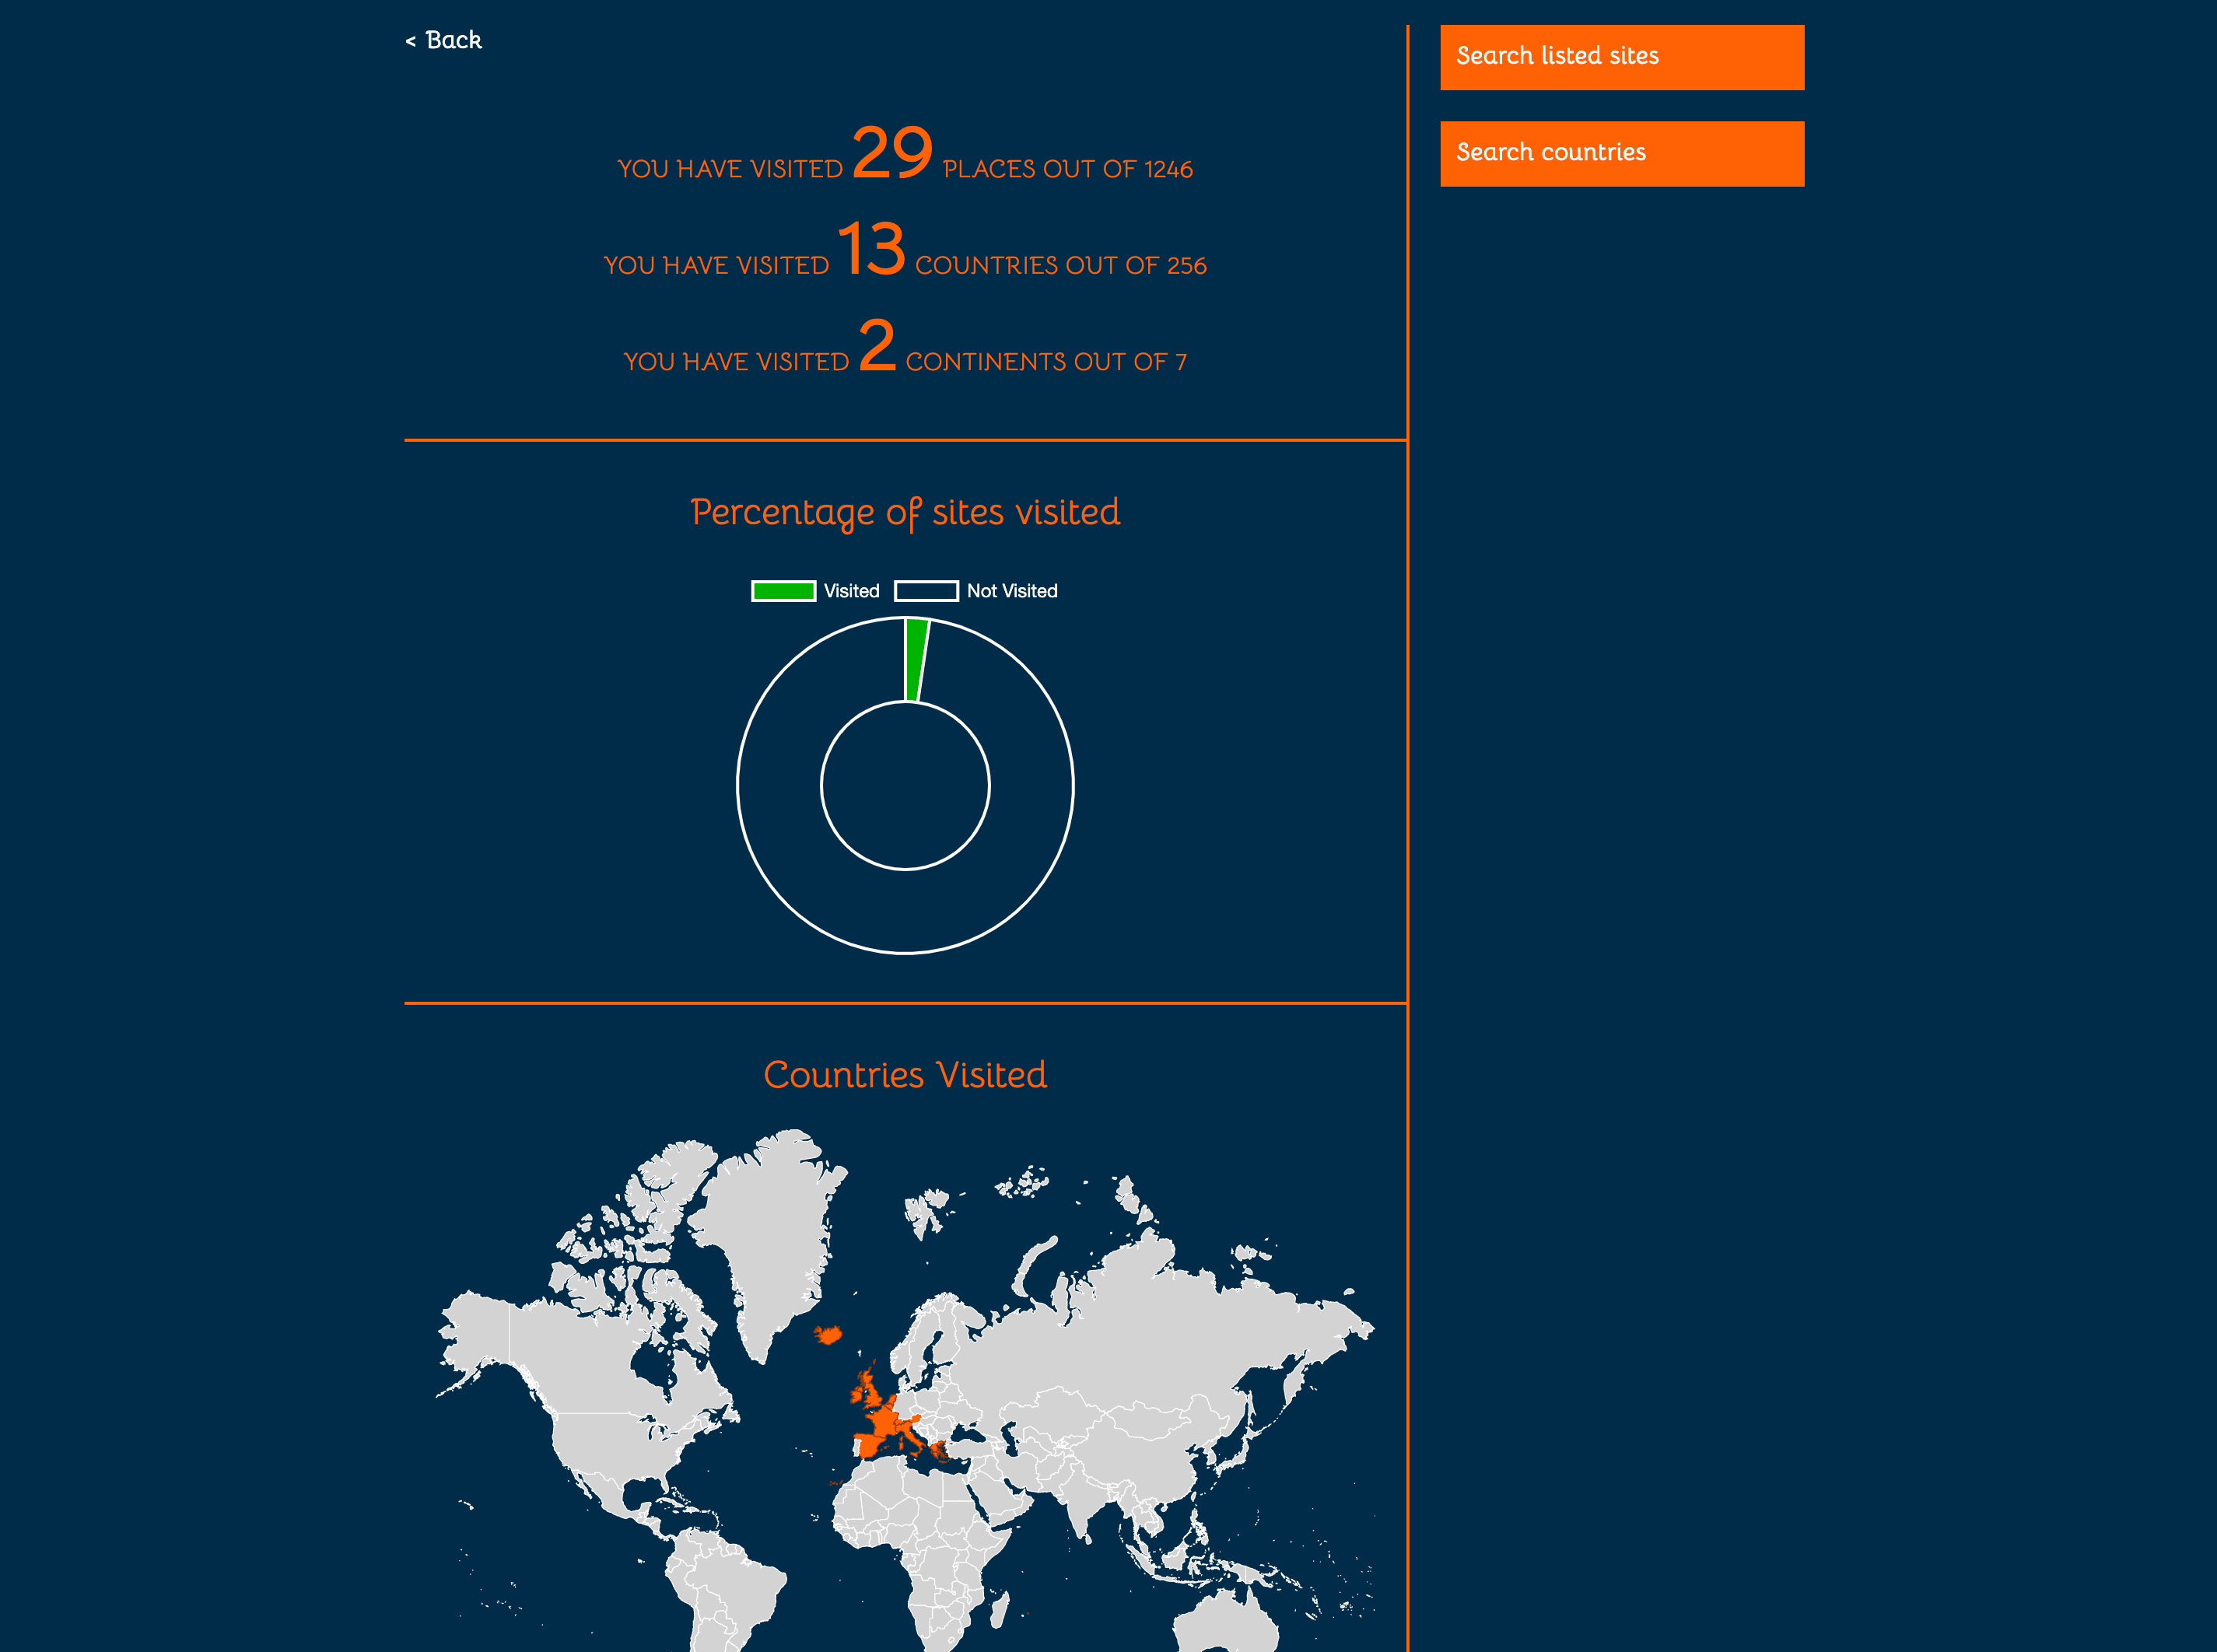 < Back
Search listed sites
Search countries
YOU HAVE VISITED 29 PLACES OUT OF 1246
YOU HAVE VISITED 13 COUNTRIES OUT OF 256
YOU HAVE VISITED 2 CONTINENTS OUT OF 7
Percentage of sites visited
Visited Not Visited
Countries Visited